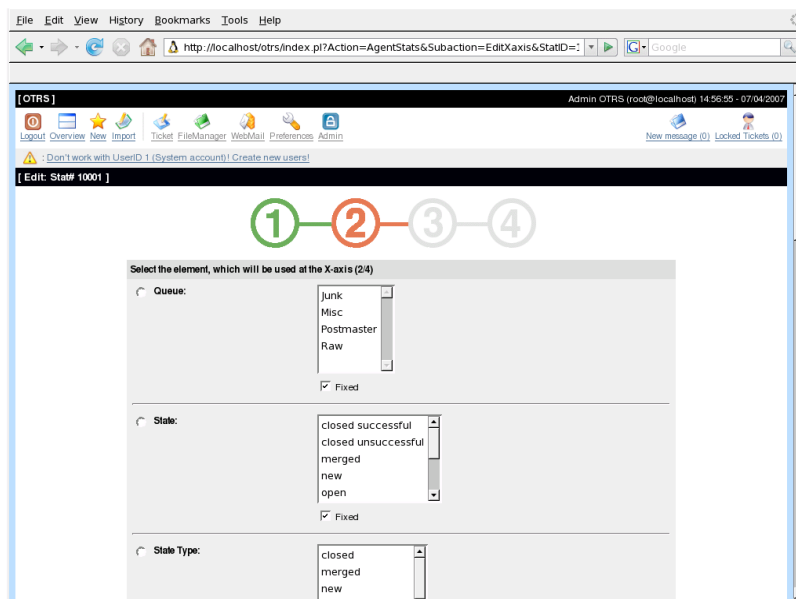 File Edit View History Bookmarks Tools Help
http://localhost/otrs/index.pl?Action=AgentStats&Subaction=EditXaxis&StatID=1
G Google
[ OTRS ] Admin OTRS (root@localhost) 14:56:55 - 07/04/2007
Logout Overview New Import Ticket FileManager WebMail Preferences Admin New message (0) Locked Tickets (0)
: Don't work with UserID 1 (System account)! Create new users!
[ Edit: Stat# 10001 ]
1 2 3 4
Select the element, which will be used at the X-axis (2/4)
Queue:
Junk
Misc
Postmaster
Raw
Fixed
State:
closed successful
closed unsuccessful
merged
new
open
Fixed
State Type:
closed
merged
new